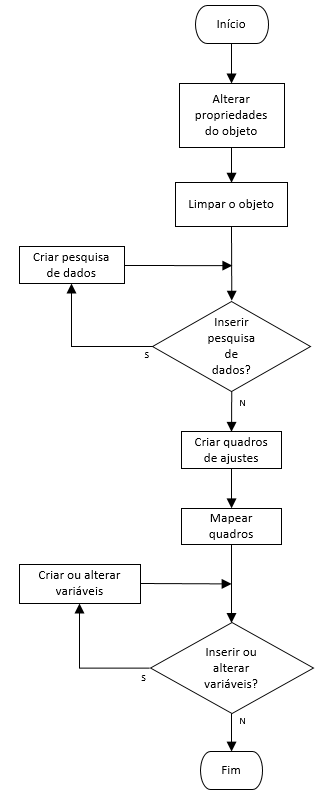 Início
Alterar
propriedades
do objeto
Limpar o objeto
Criar pesquisa
de dados
Inserir
pesquisa
de
dados?
S
N
Criar quadros
de ajustes
Mapear
quadros
Criar ou alterar
variáveis
Inserir ou
alterar
variáveis?
S
N
Fim